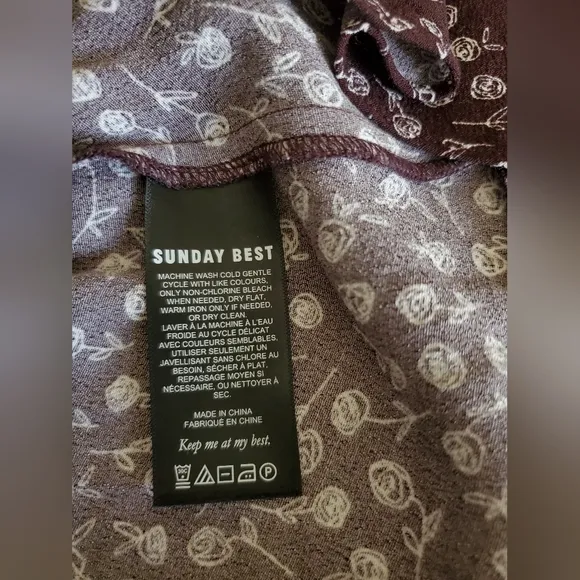 SUNDAY BEST
MACHINE WASH COLD GENTLE
CYCLE WITH LIKE COLOURS,
ONLY NON-CHLORINE BLEACH
WHEN NEEDED, DRY FLAT,
WARM IRON ONLY IF NEEDED,
OR DRY CLEAN.
LAVER À LA MACHINE À L'EAU
FROIDE AU CYCLE DÉLICAT
AVEC COULEURS SEMBLABLES.
UTILISER SEULEMENT UN
JAVELLISANT SANS CHLORE AU
BESOIN, SÉCHER À PLAT,
REPASSAGE MOYEN SI
NÉCESSAIRE, OU NETTOYER À
SEC.
MADE IN CHINA
FABRIQUÉ EN CHINE
Keep me at my best.
30C P